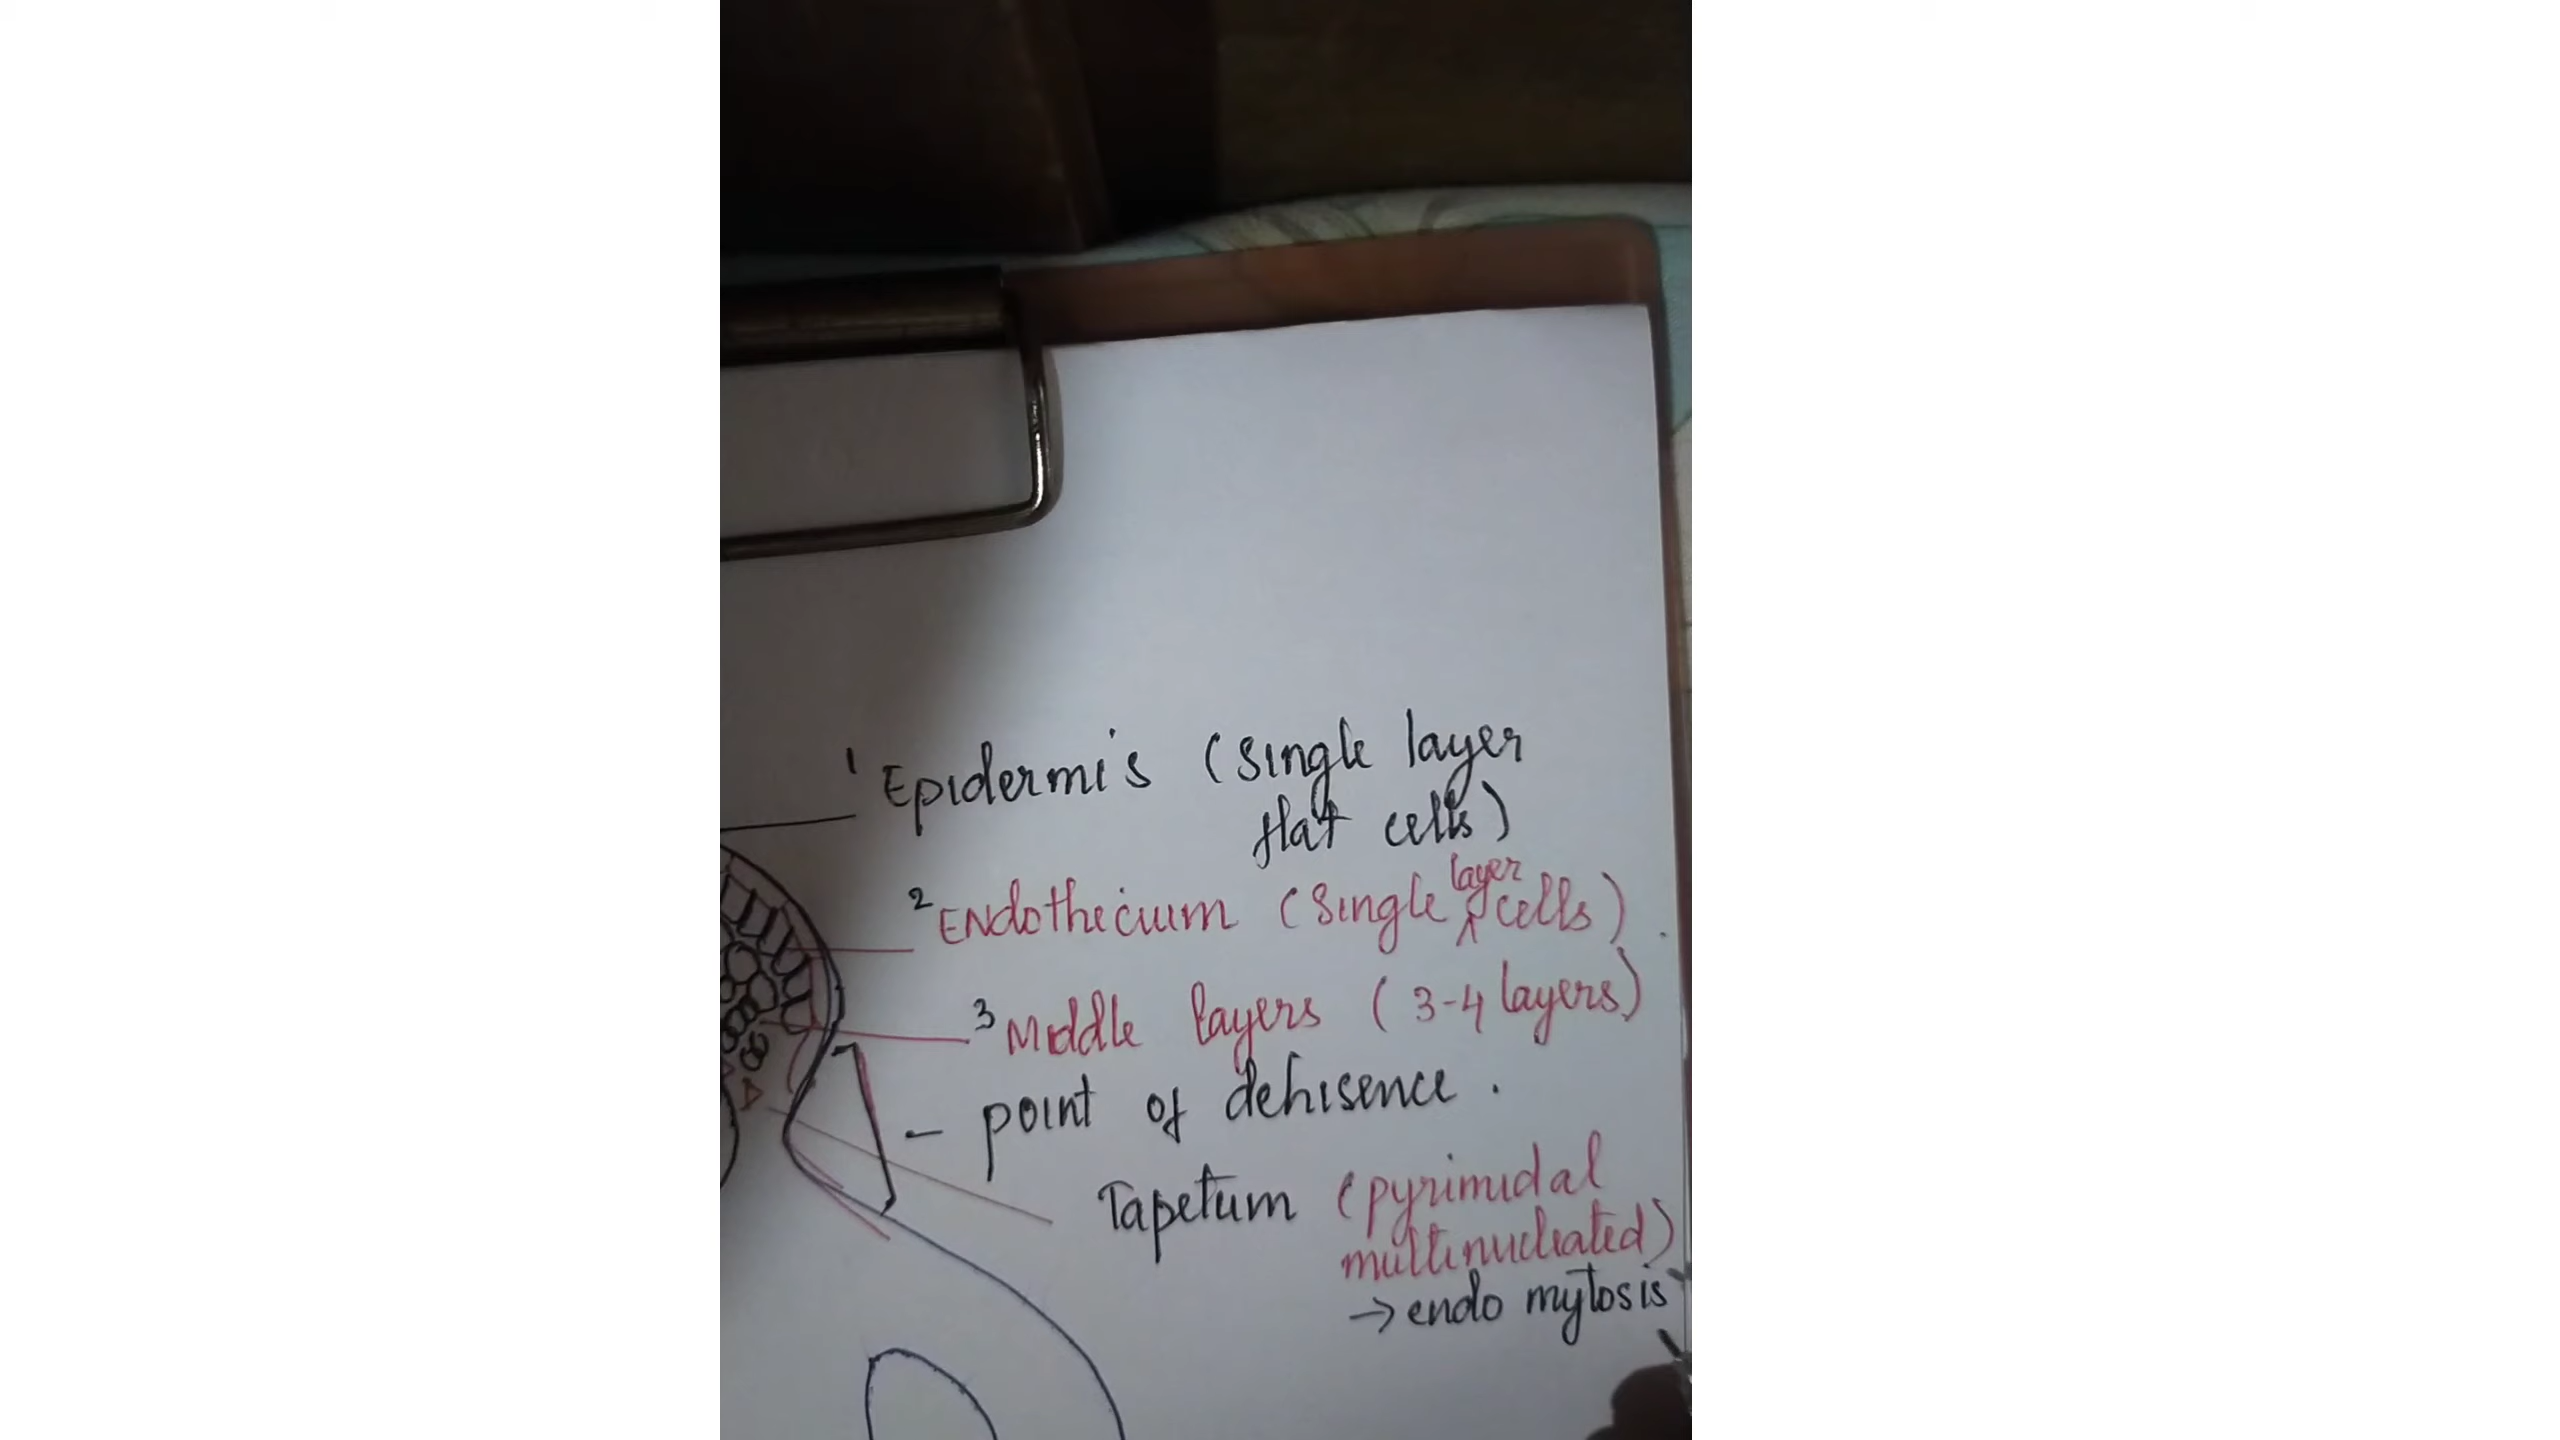 1 Epidermis (single layer
flat cells)
2 Endothecium (single layer cells).
3 Middle layers (3-4 layers)
- point of dehisence.
Tapetum (pyrimidal
multinucliated)
→ endo mytosis